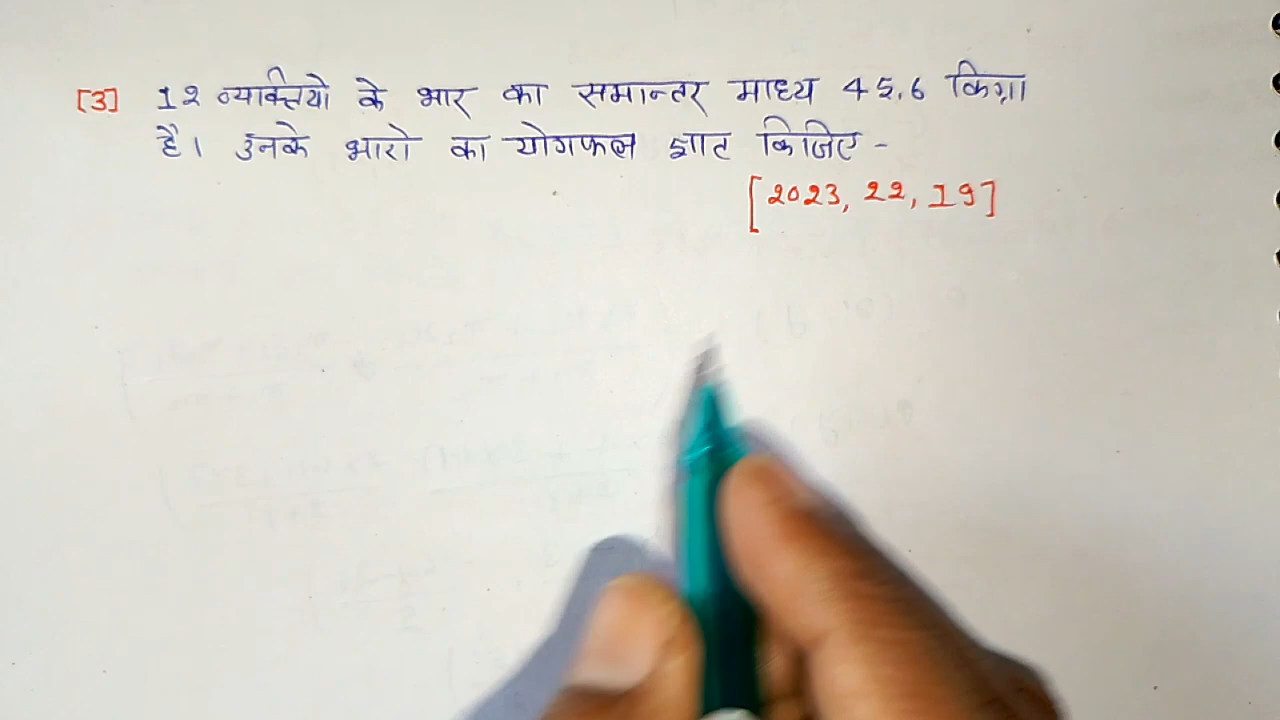 [3] 12 व्यक्तियो के भार का समान्तर माध्य 45.6 किग्रा
है। उनके भारो का योगफल ज्ञात किजिए -
[2023, 22, 19]